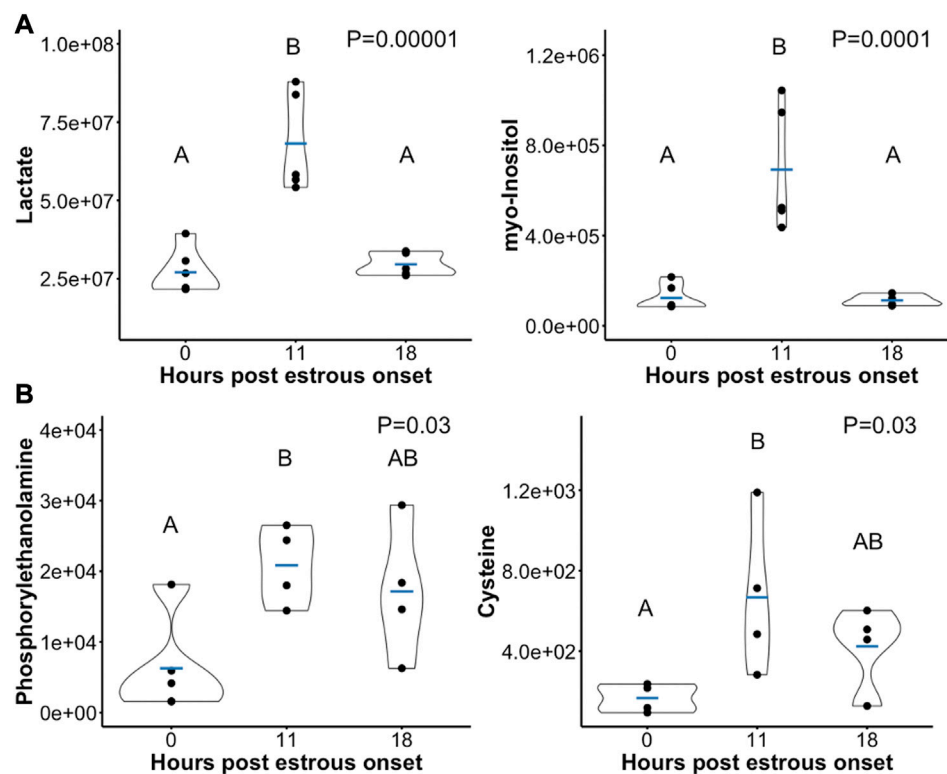 A
P=0.00001
P=0.0001
1.0e+08
7.5e+07
5.0e+07
2.5e+07
Lactate
A
B
A
0
11
18
Hours post estrous onset
1.2e+06
8.0e+05
4.0e+05
0.0e+00
myo-Inositol
A
B
A
0
11
18
Hours post estrous onset
B
P=0.03
4e+04
3e+04
2e+04
1e+04
0e+00
Phosphorylethanolamine
A
B
AB
0
11
18
Hours post estrous onset
P=0.03
1.2e+03
8.0e+02
4.0e+02
Cysteine
A
B
AB
0
11
18
Hours post estrous onset